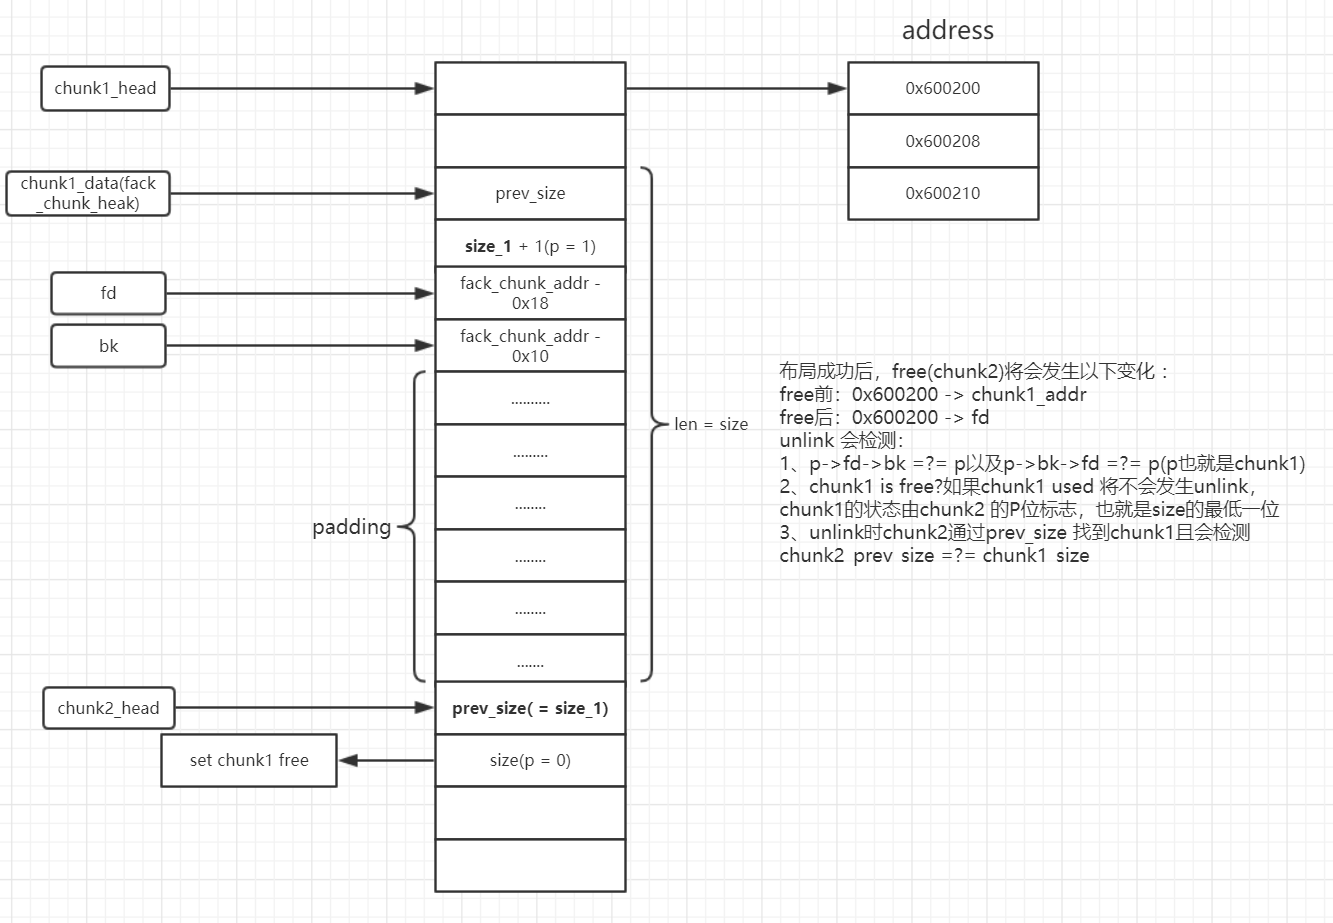 address
chunk1_head
0x600200
0x600208
chunk1_data(fack
_chunk_heak)
prev_size
0x600210
size_1 + 1(p = 1)
fd
fack_chunk_addr -
0x18
bk
fack_chunk_addr -
0x10
..........
.........
........
........
........
.......
padding
len = size
布局成功后，free(chunk2)将会发生以下变化：
free前：0x600200 -> chunk1_addr
free后：0x600200 -> fd
unlink 会检测：
1、p->fd->bk =?= p以及p->bk->fd =?= p(p也就是chunk1)
2、chunk1 is free?如果chunk1 used 将不会发生unlink，
chunk1的状态由chunk2 的P位标志，也就是size的最低一位
3、unlink时chunk2通过prev_size 找到chunk1且会检测
chunk2 prev size =?= chunk1 size
chunk2_head
prev_size( = size_1)
set chunk1 free
size(p = 0)